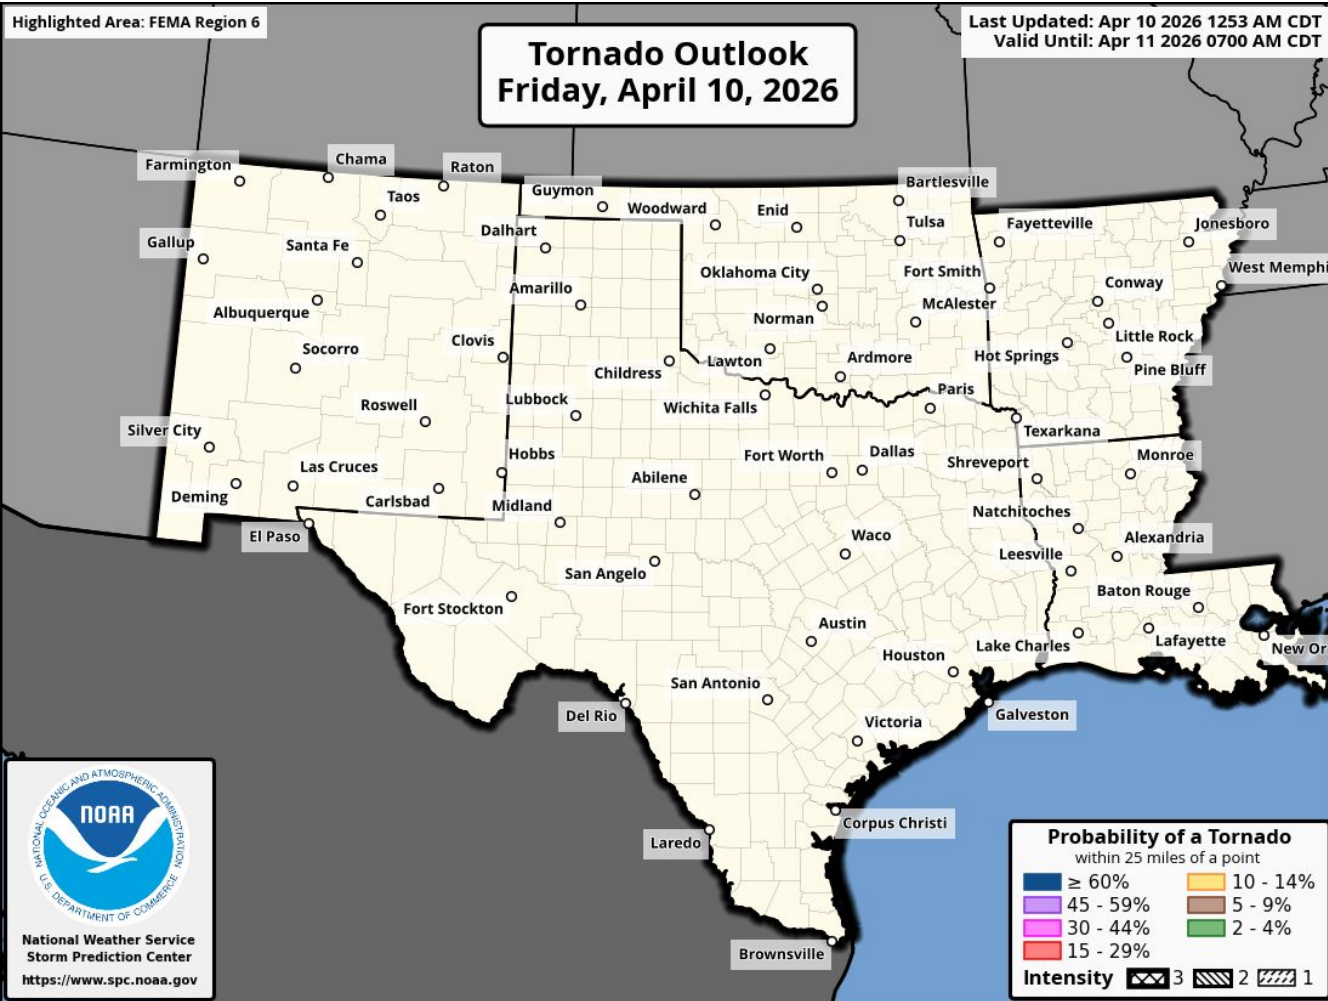 Highlighted Area: FEMA Region 6
Last Updated: Apr 10 2026 1253 AM CDT
Valid Until: Apr 11 2026 0700 AM CDT
Tornado Outlook
Friday, April 10, 2026
Farmington
Chama
Raton
Taos
Guymon
Woodward
Enid
Bartlesville
Tulsa
Fayetteville
Jonesboro
Gallup
Santa Fe
Dalhart
Oklahoma City
Fort Smith
West Memphi
Albuquerque
Amarillo
Norman
McAlester
Conway
Socorro
Clovis
Childress
Lawton
Ardmore
Hot Springs
Little Rock
Pine Bluff
Roswell
Lubbock
Wichita Falls
Paris
Texarkana
Silver City
Las Cruces
Hobbs
Abilene
Fort Worth
Dallas
Shreveport
Monroe
Deming
Carlsbad
Midland
Natchitoches
El Paso
San Angelo
Waco
Leesville
Alexandria
Fort Stockton
Austin
Baton Rouge
Houston
Lake Charles
Lafayette
New Or
Del Rio
San Antonio
Victoria
Galveston
Laredo
Corpus Christi
Brownsville
NATIONAL OCEANIC AND ATMOSPHERIC ADMINISTRATION
NOAA
U.S. DEPARTMENT OF COMMERCE
National Weather Service
Storm Prediction Center
https://www.spc.noaa.gov
Probability of a Tornado
within 25 miles of a point
≥ 60%
10 - 14%
45 - 59%
5 - 9%
30 - 44%
2 - 4%
15 - 29%
Intensity 3 2 1